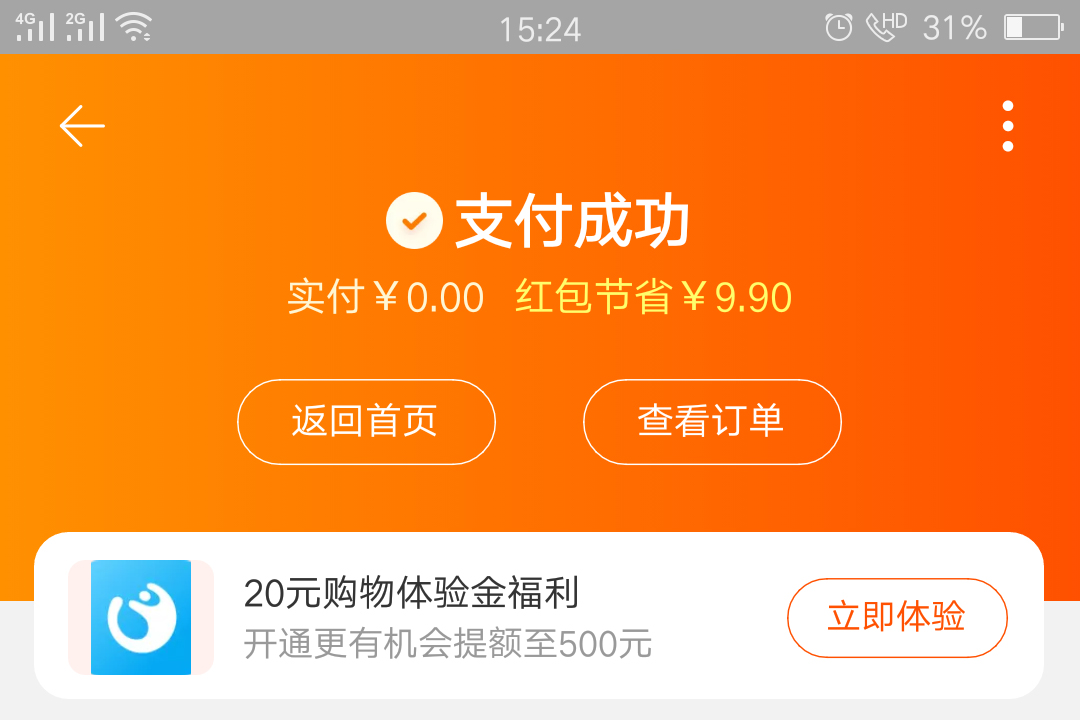 4G 2G 15:24 HD 31%
支付成功
实付￥0.00 红包节省￥9.90
返回首页 查看订单
20元购物体验金福利
开通更有机会提额至500元
立即体验